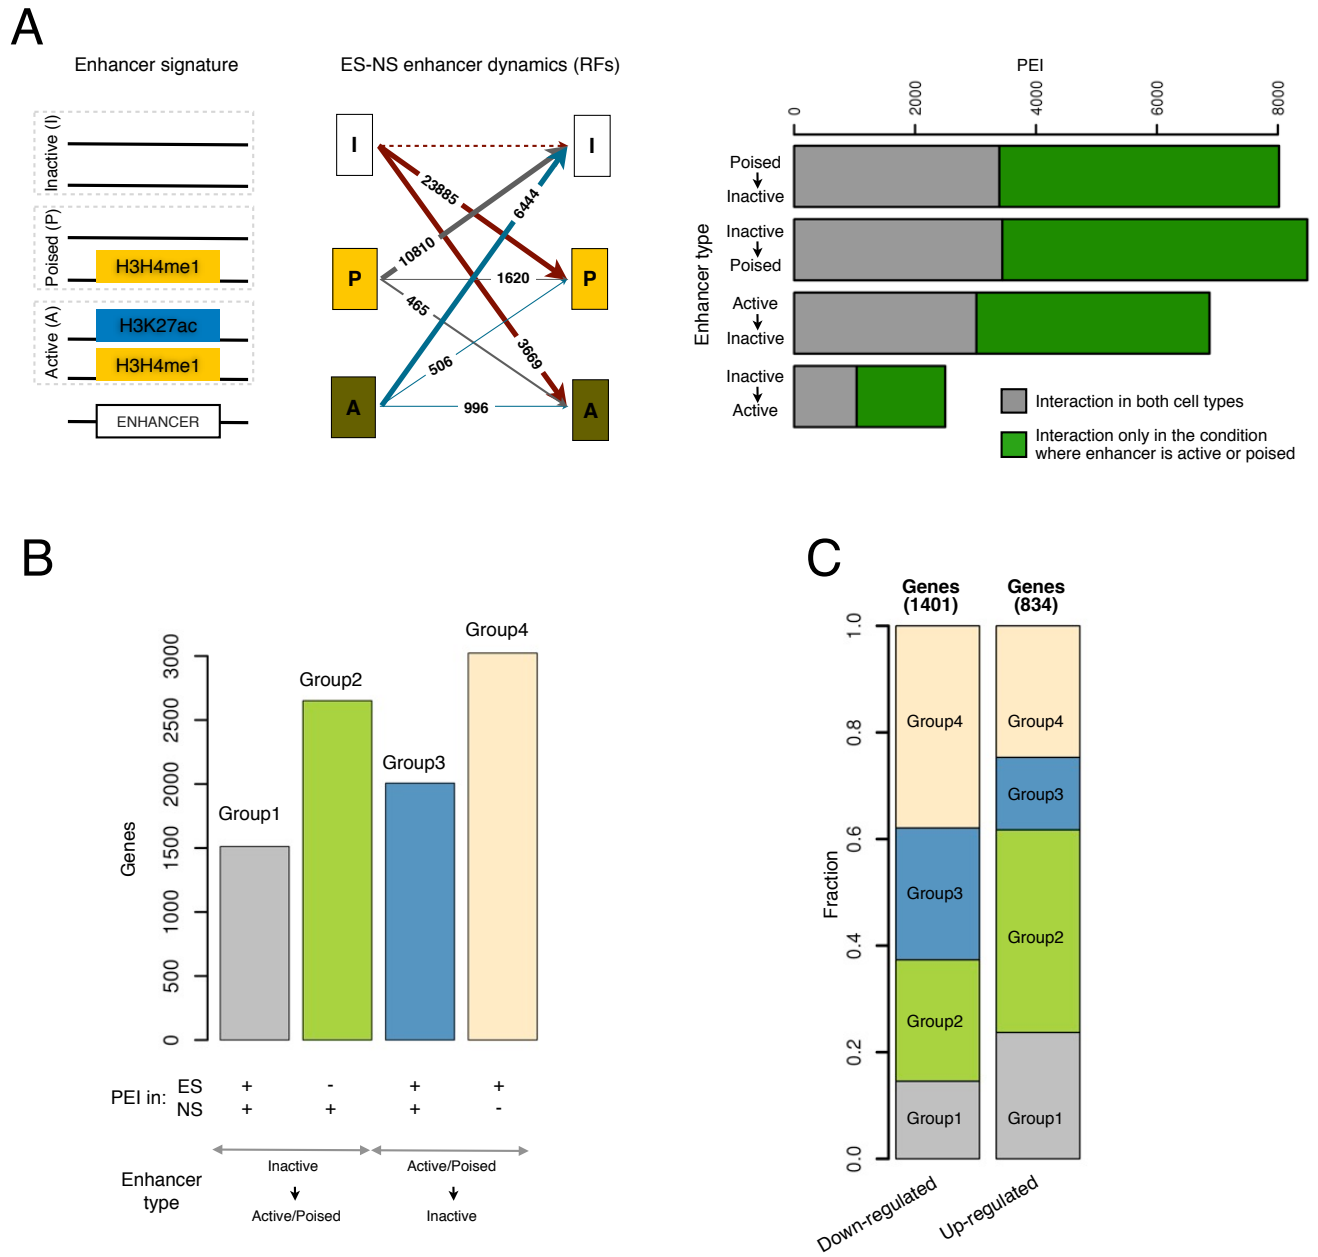 A
Enhancer signature
Inactive (I)
Poised (P)
H3H4me1
Active (A)
H3K27ac
H3H4me1
ENHANCER
ES-NS enhancer dynamics (RFs)
I
I
23885
6444
10810
P
1620
P
465
3669
506
A
996
A
PEI
0
2000
4000
6000
8000
Enhancer type
Poised
Inactive
Inactive
Poised
Active
Inactive
Inactive
Active
Interaction in both cell types
Interaction only in the condition
where enhancer is active or poised
B
Genes
3000
2500
2000
1500
1000
500
0
Group1
Group2
Group3
Group4
PEI in:
ES
+
-
+
+
NS
+
+
+
-
Enhancer
type
Inactive
Active/Poised
Active/Poised
Inactive
C
Genes
(1401)
Genes
(834)
Fraction
1.0
0.8
0.6
0.4
0.2
0.0
Group4
Group3
Group2
Group1
Group4
Group3
Group2
Group1
Down-regulated
Up-regulated